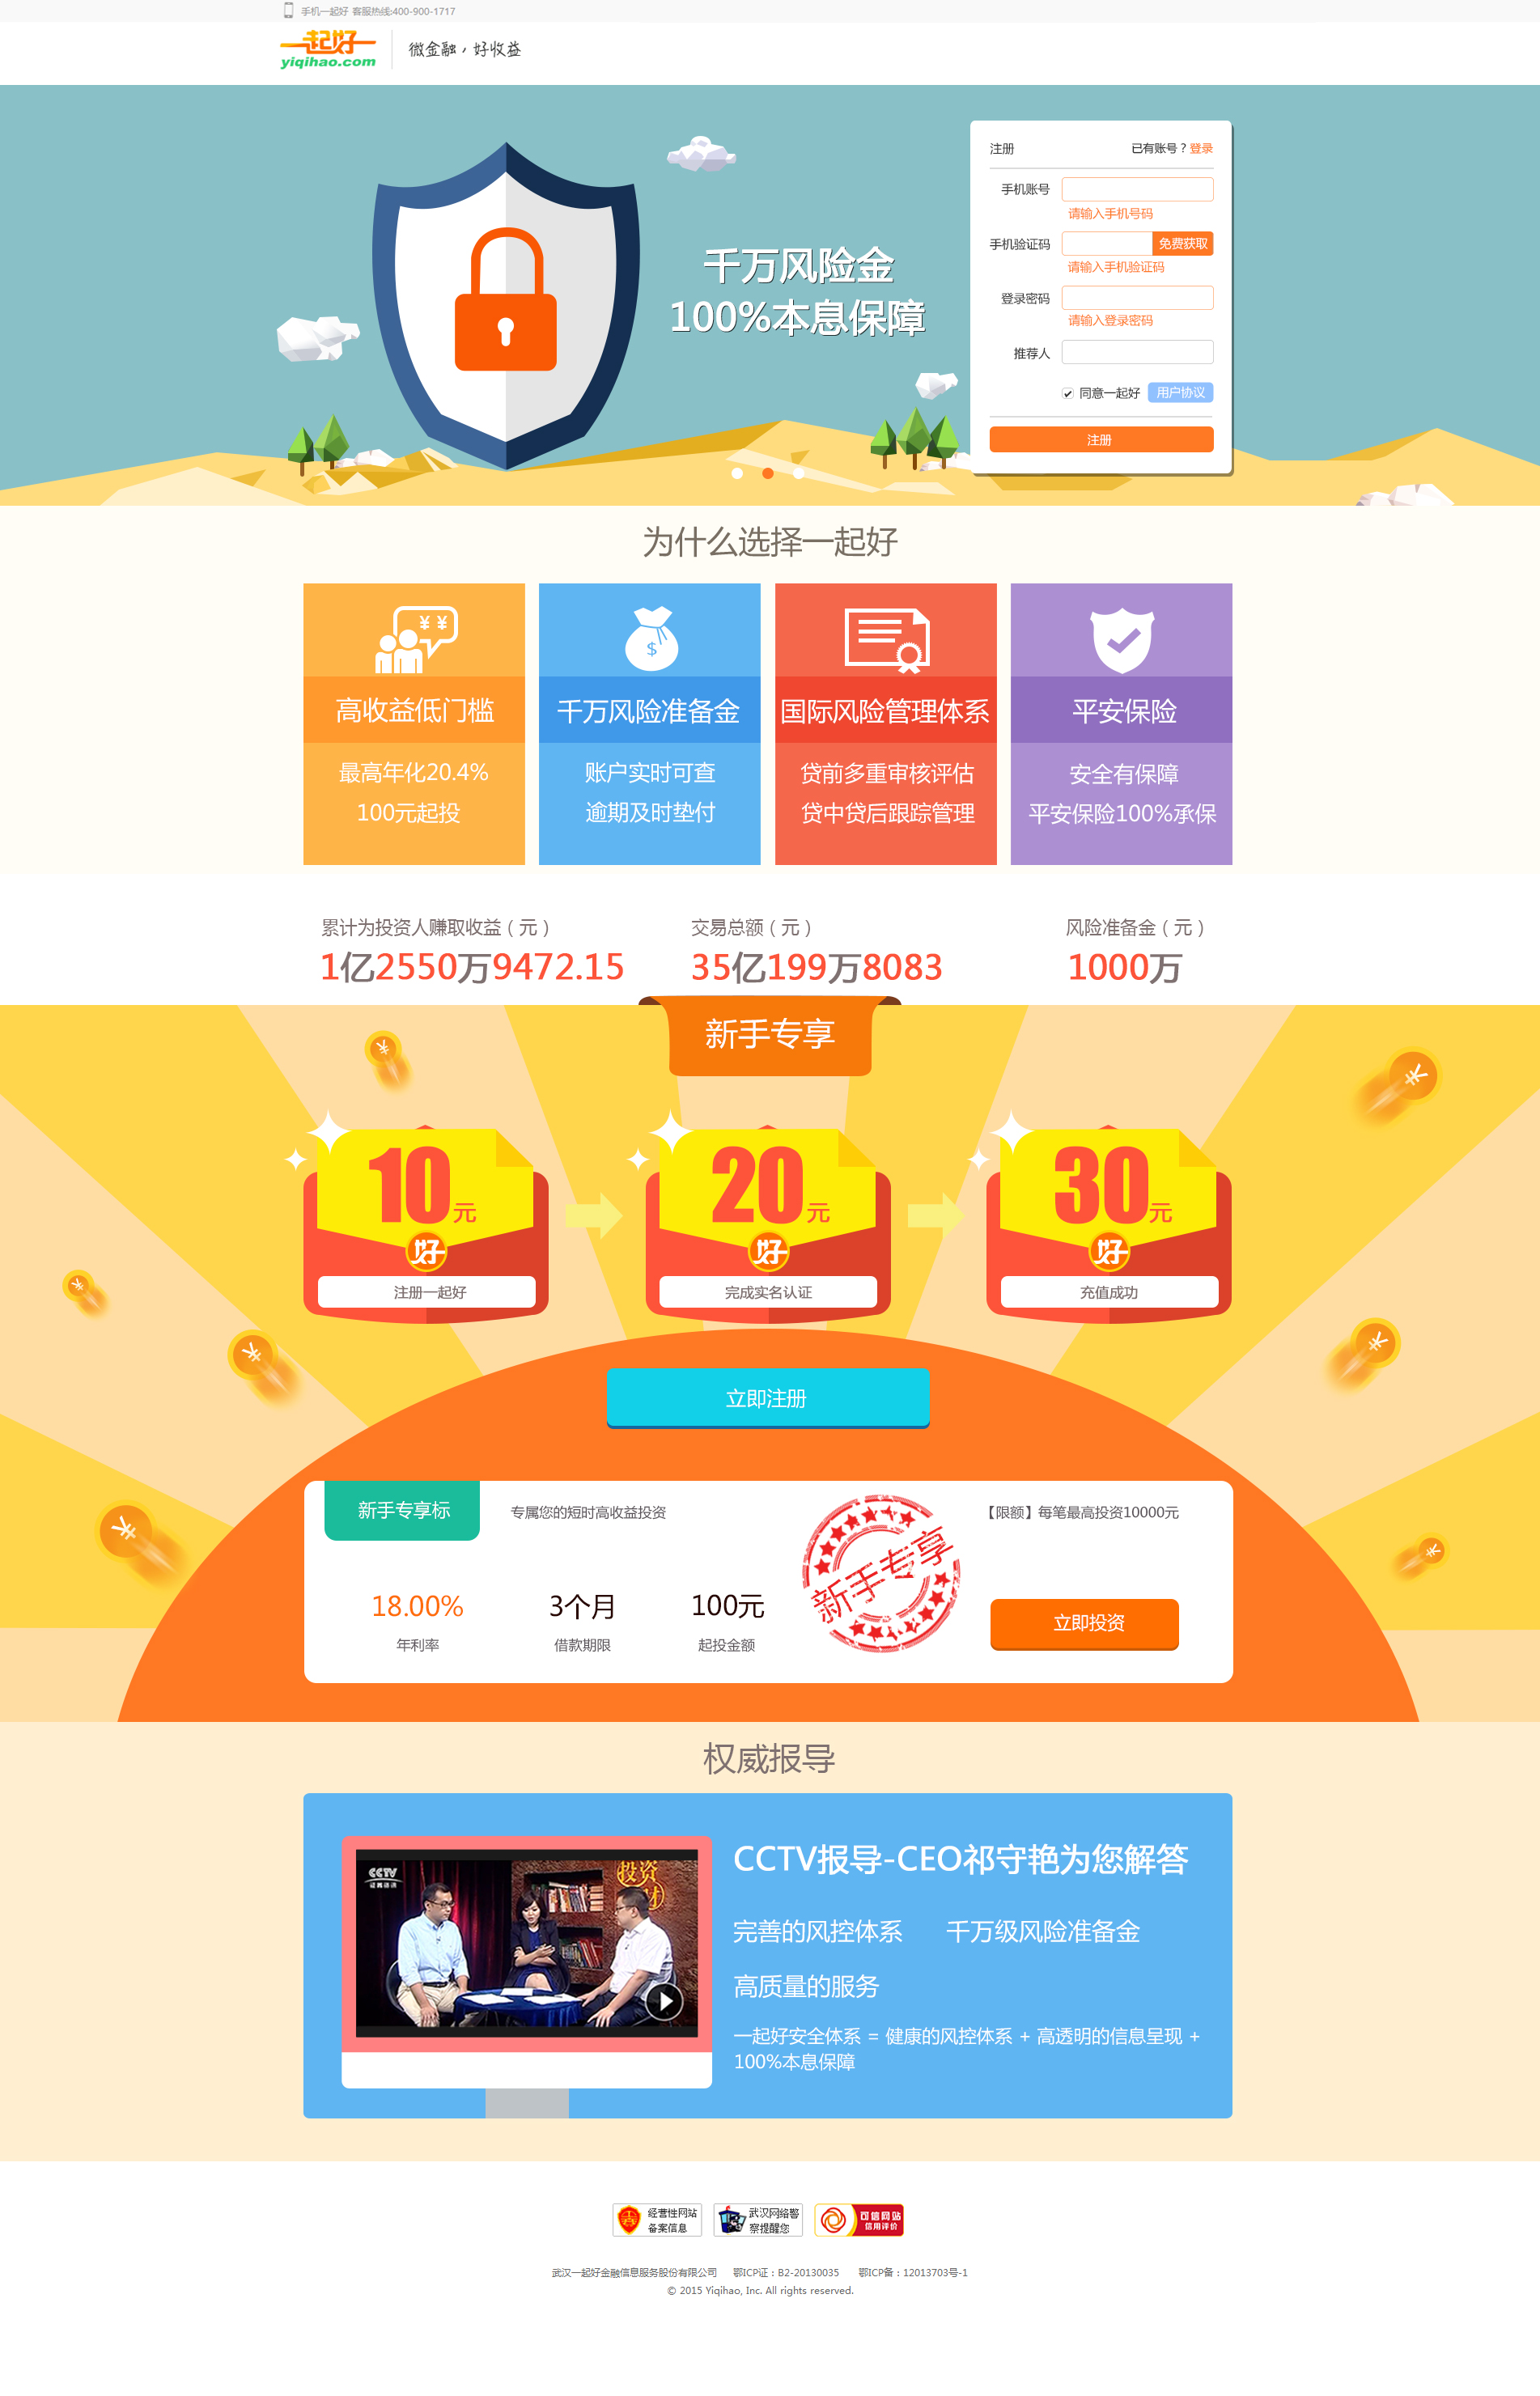 手机一起好 客服热线:400-900-1717
一起好
yiqihao.com
微金融，好收益
注册
已有账号？登录
手机账号
请输入手机号码
手机验证码
免费获取
请输入手机验证码
登录密码
请输入登录密码
推荐人
同意一起好 用户协议
注册
千万风险金
100%本息保障
为什么选择一起好
¥ ¥
$
高收益低门槛
千万风险准备金
国际风险管理体系
平安保险
最高年化20.4%
100元起投
账户实时可查
逾期及时垫付
贷前多重审核评估
贷中贷后跟踪管理
安全有保障
平安保险100%承保
累计为投资人赚取收益（元）
1亿2550万9472.15
交易总额（元）
35亿199万8083
风险准备金（元）
1000万
新手专享
10元
好
注册一起好
20元
好
完成实名认证
30元
好
充值成功
立即注册
新手专享标
专属您的短时高收益投资
【限额】每笔最高投资10000元
新手专享
18.00%
年利率
3个月
借款期限
100元
起投金额
立即投资
权威报导
CCTV
证券资讯
投资
CCTV报导-CEO祁守艳为您解答
完善的风控体系 千万级风险准备金
高质量的服务
一起好安全体系 = 健康的风控体系 + 高透明的信息呈现 +
100%本息保障
经营性网站
备案信息
武汉网络警
察提醒您
可信网站
信用评价
武汉一起好金融信息服务股份有限公司 鄂ICP证：B2-20130035 鄂ICP备：12013703号-1
© 2015 Yiqihao, Inc. All rights reserved.